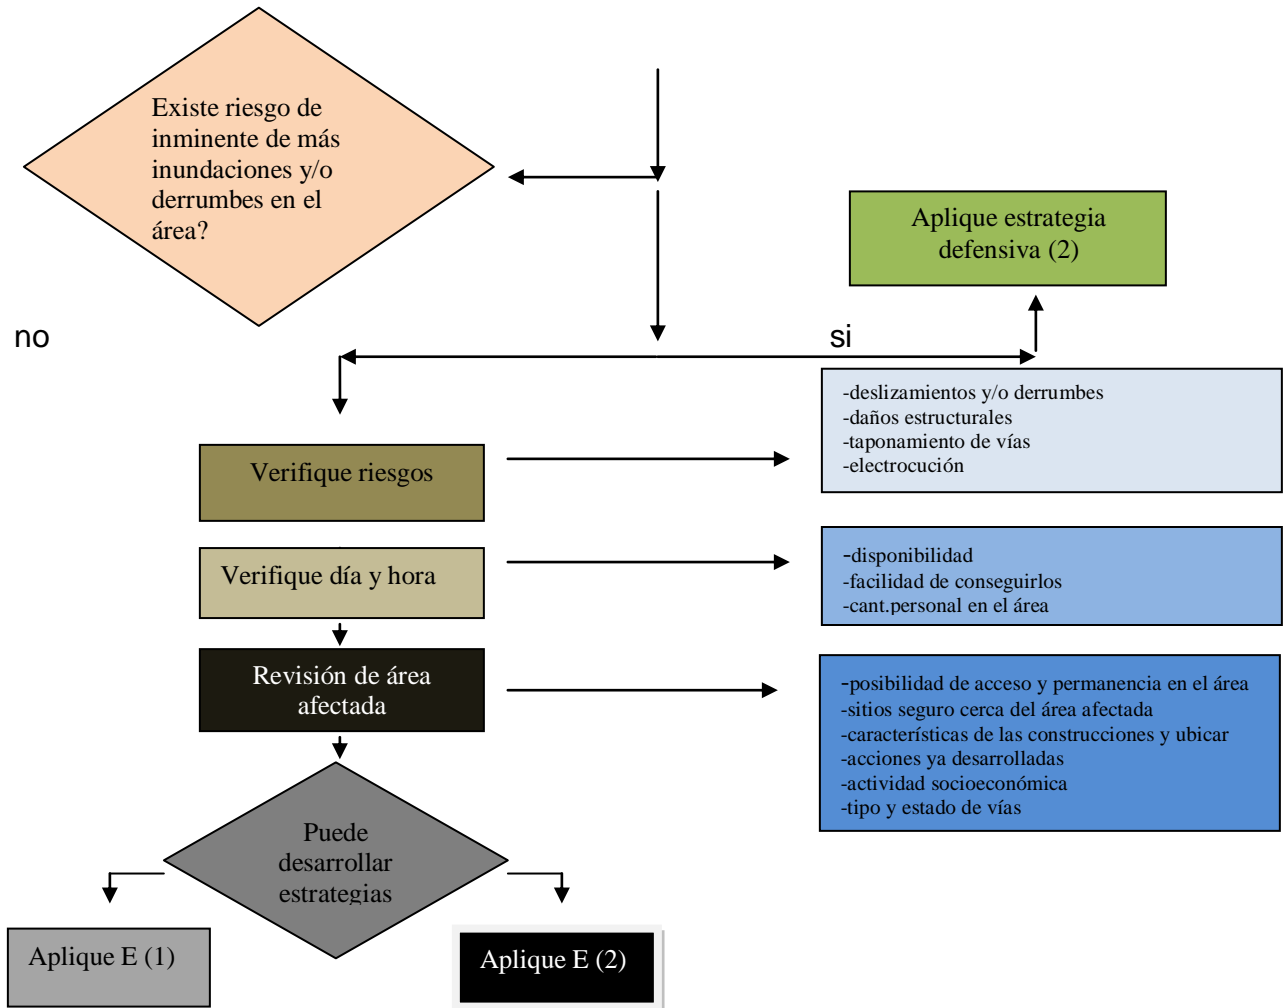 Existe riesgo de
inminente de más
inundaciones y/o
derrumbes en el
área?
Aplique estrategia
defensiva (2)
no
si
-deslizamientos y/o derrumbes
-daños estructurales
-taponamiento de vías
-electrocución
Verifique riesgos
-disponibilidad
-facilidad de conseguirlos
-cant.personal en el área
Verifique día y hora
Revisión de área
afectada
-posibilidad de acceso y permanencia en el área
-sitios seguro cerca del área afectada
-características de las construcciones y ubicar
-acciones ya desarrolladas
-actividad socioeconómica
-tipo y estado de vías
Puede
desarrollar
estrategias
Aplique E (1)
Aplique E (2)